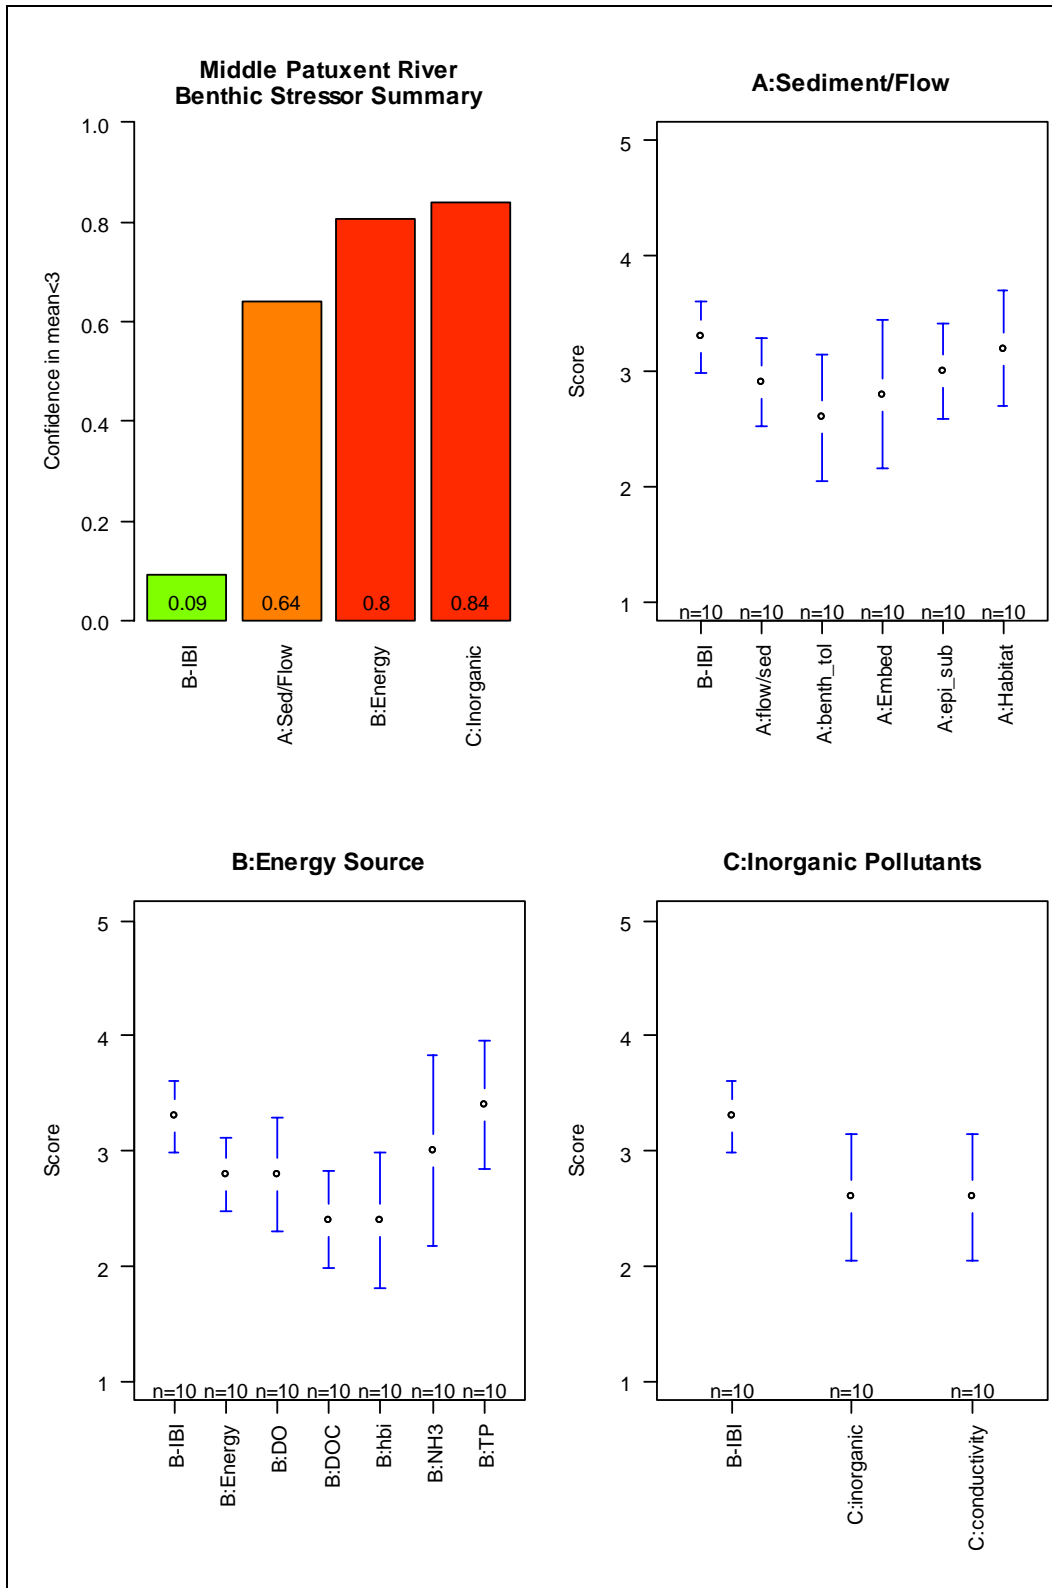 Middle Patuxent River
Benthic Stressor Summary
Confidence in mean<3
1.0
0.8
0.6
0.4
0.2
0.0
0.09
0.64
0.8
0.84
B-IBI
A:Sed/Flow
B:Energy
C:Inorganic
A:Sediment/Flow
Score
5
4
3
2
1
n=10 n=10 n=10 n=10 n=10 n=10
B-IBI
A:flow/sed
A:benth_tol
A:Embed
A:epi_sub
A:Habitat
B:Energy Source
Score
5
4
3
2
1
n=10 n=10 n=10 n=10 n=10 n=10 n=10
B-IBI
B:Energy
B:DO
B:DOC
B:hbi
B:NH3
B:TP
C:Inorganic Pollutants
Score
5
4
3
2
1
n=10 n=10 n=10
B-IBI
C:inorganic
C:conductivity